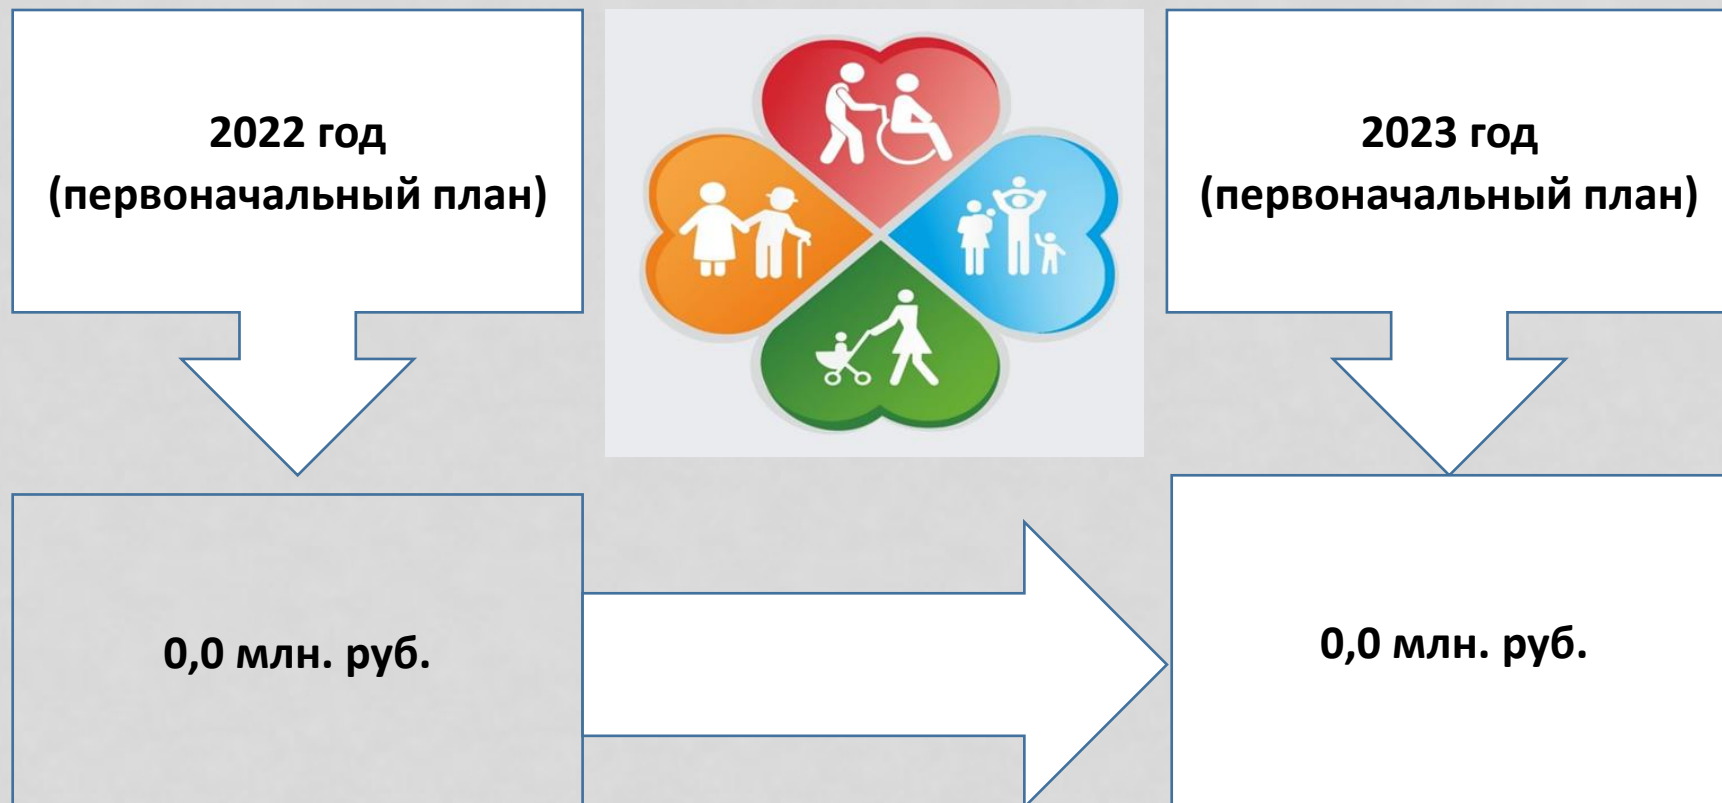 2022 год
(первоначальный план)
2023 год
(первоначальный план)
0,0 млн. руб.
0,0 млн. руб.